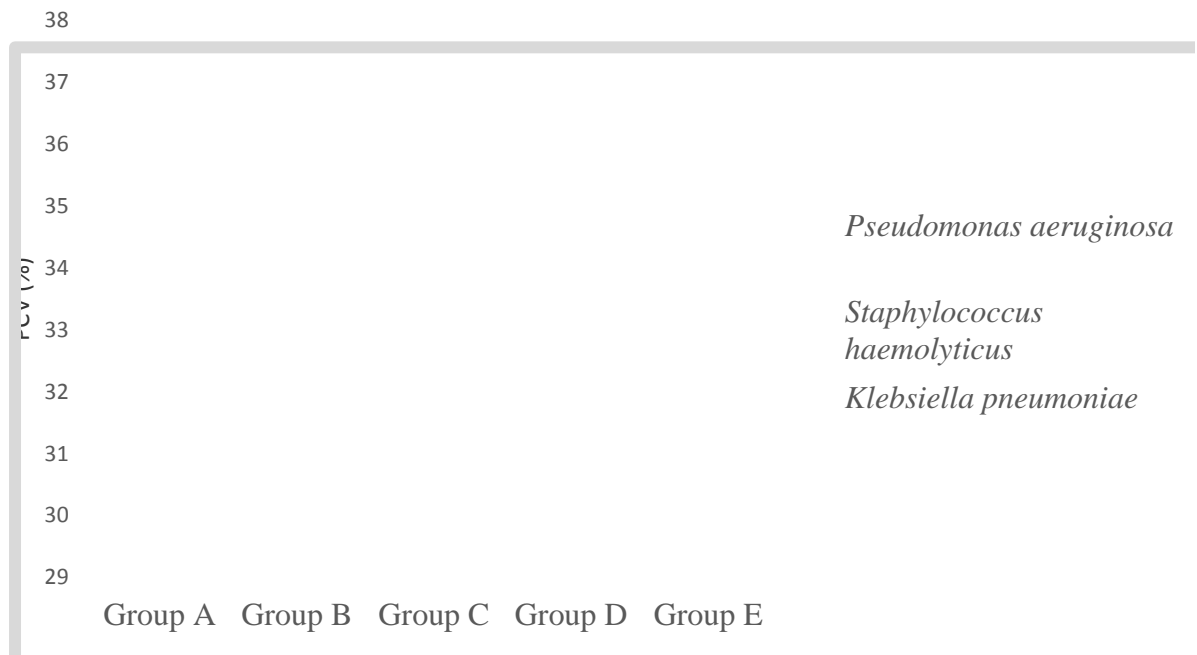 38
37
36
35
Pseudomonas aeruginosa
34
(%)
Staphylococcus
33
haemolyticus
32
Klebsiella pneumoniae
31
30
29
Group A Group B Group C Group D Group E